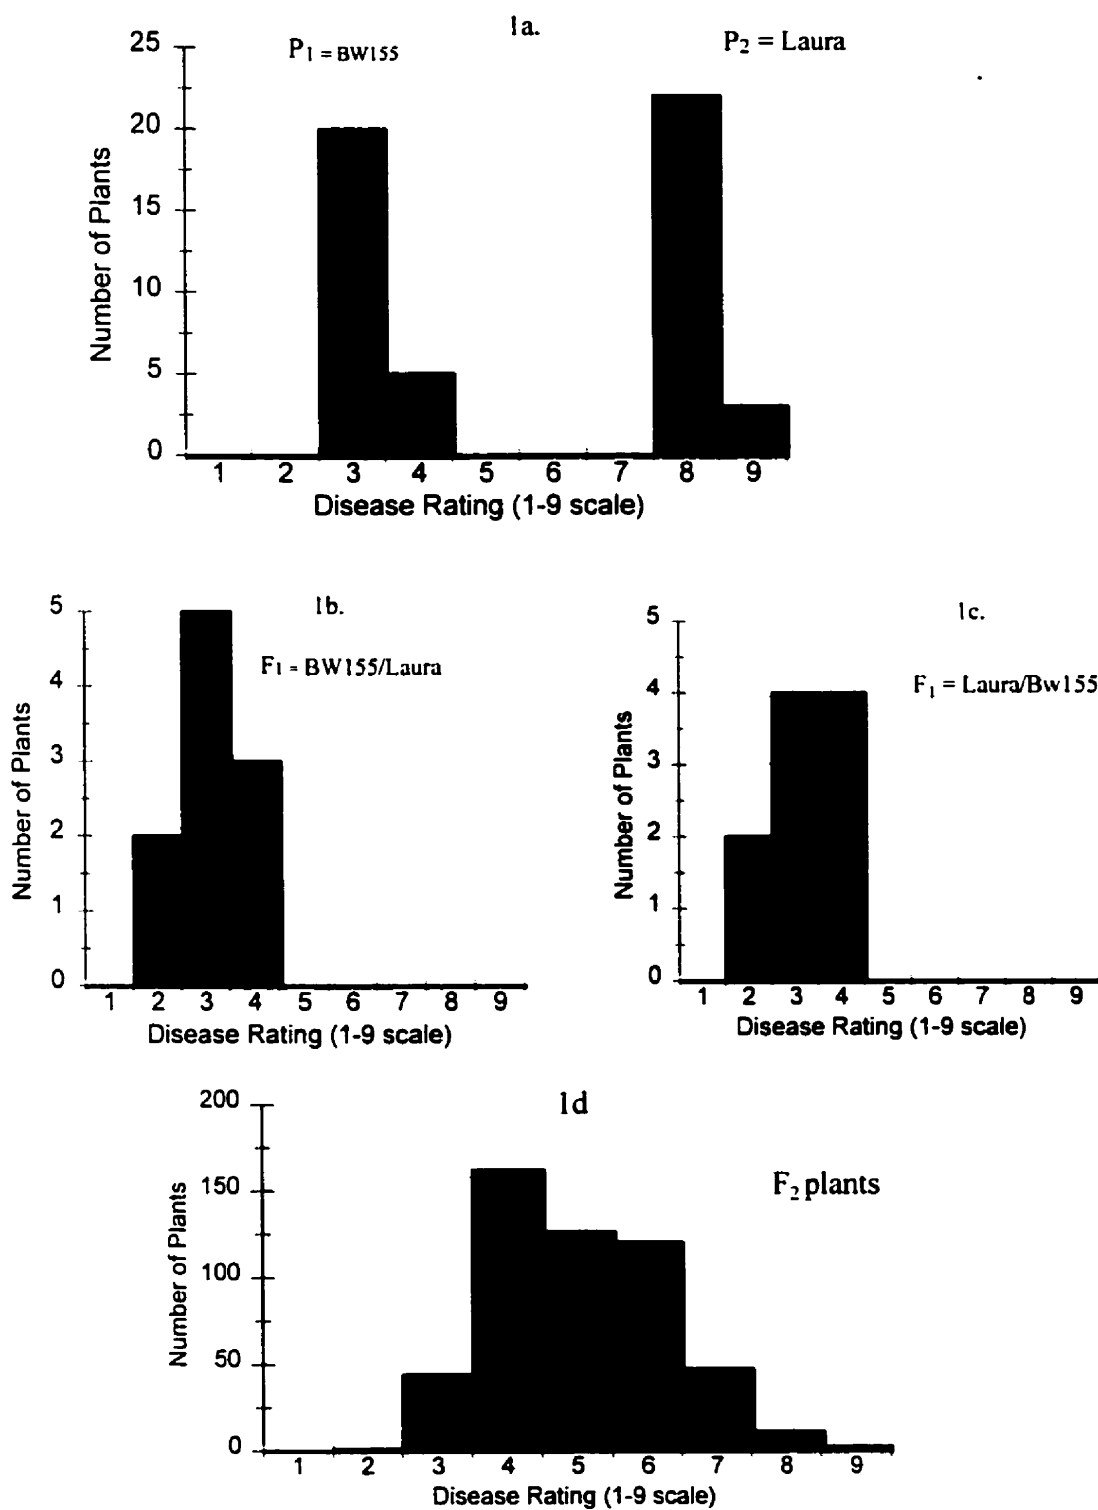 1a.
P1 = BW155
P2 = Laura
25
20
15
10
5
0
Number of Plants
1 2 3 4 5 6 7 8 9
Disease Rating (1-9 scale)
1b.
F1 = BW155/Laura
5
4
3
3
2
1
0
Number of Plants
1 2 3 4 5 6 7 8 9
Disease Rating (1-9 scale)
1c.
F1 = Laura/Bw155
5
4
3
2
1
0
Number of Plants
1 2 3 4 5 6 7 8 9
Disease Rating (1-9 scale)
1d
F2 plants
200
150
100
50
0
Number of Plants
1 2 3 4 5 6 7 8 9
Disease Rating (1-9 scale)